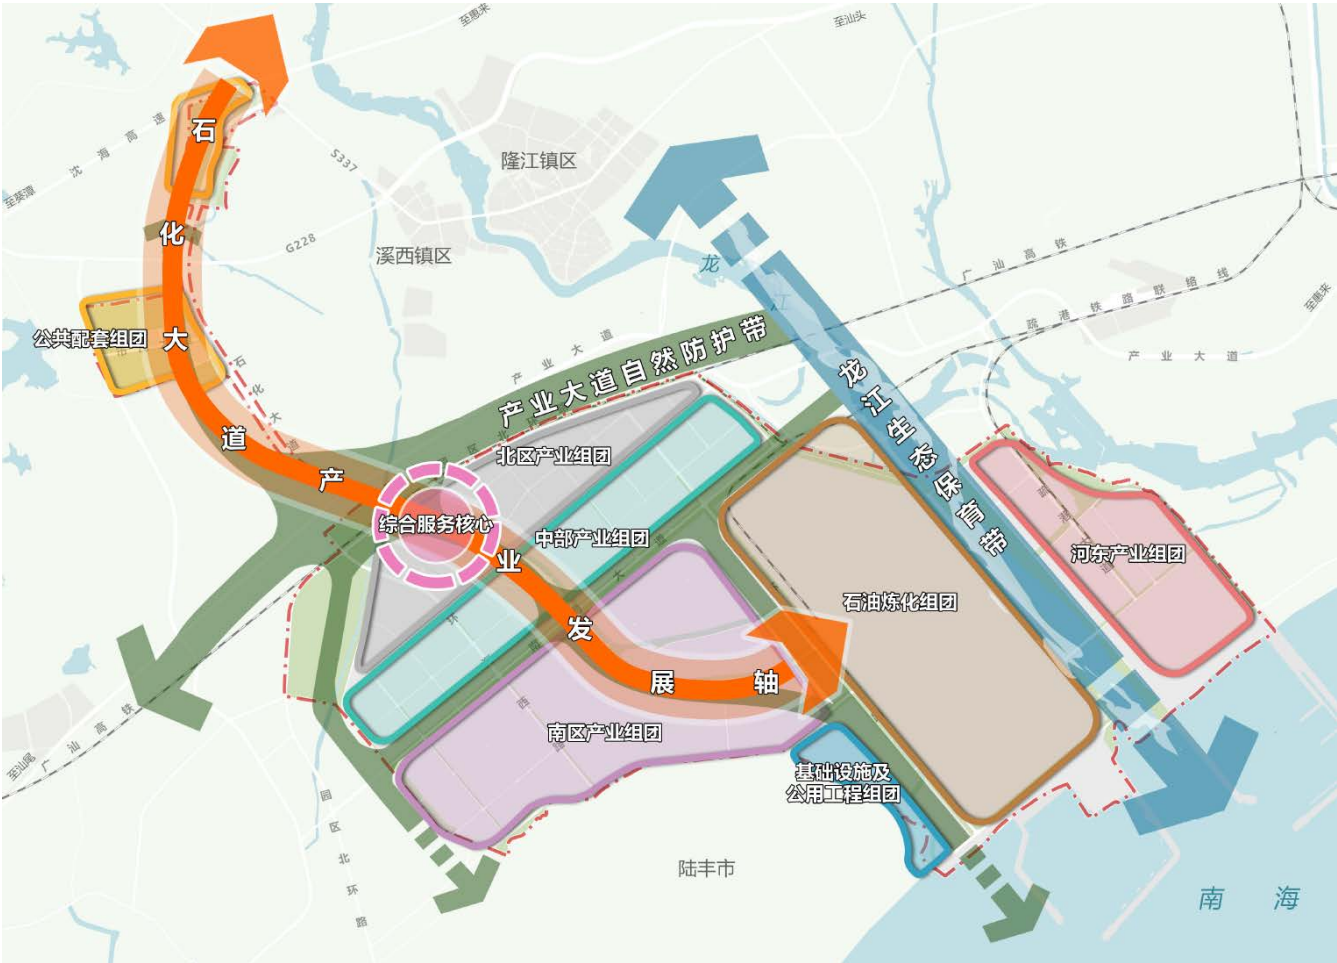 至惠来
至汕头
沈海高速
至葵潭
S337
隆江镇区
G228
溪西镇区
龙江
广汕高铁
疏港铁路联络线
至惠来
产业大道
产业大道
石化大道产业发展轴
公共配套组团
石化大道
产业大道自然防护带
龙江生态保育带
北区产业组团
综合服务核心
中部产业组团
河东产业组团
石油炼化组团
南区产业组团
基础设施及
公用工程组团
广汕高铁
至汕尾
园区北环路
陆丰市
南海